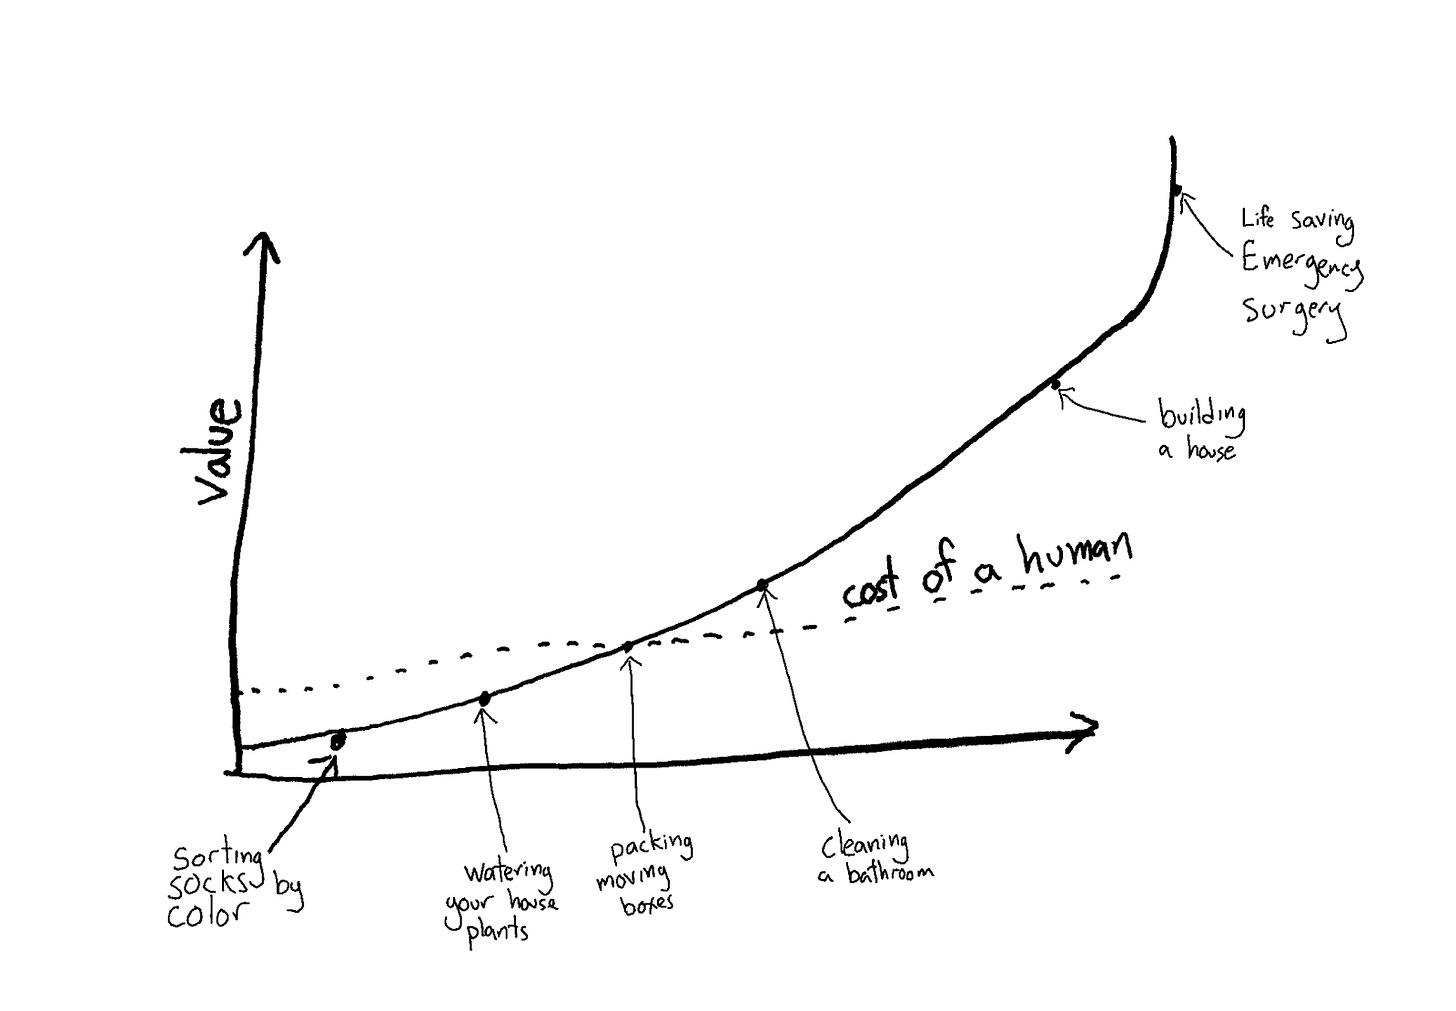 Value
Life saving
Emergency
Surgery
building
a house
cost of a human
Sorting
socks by
color
watering
your house
plants
packing
moving
boxes
Cleaning
a bathroom